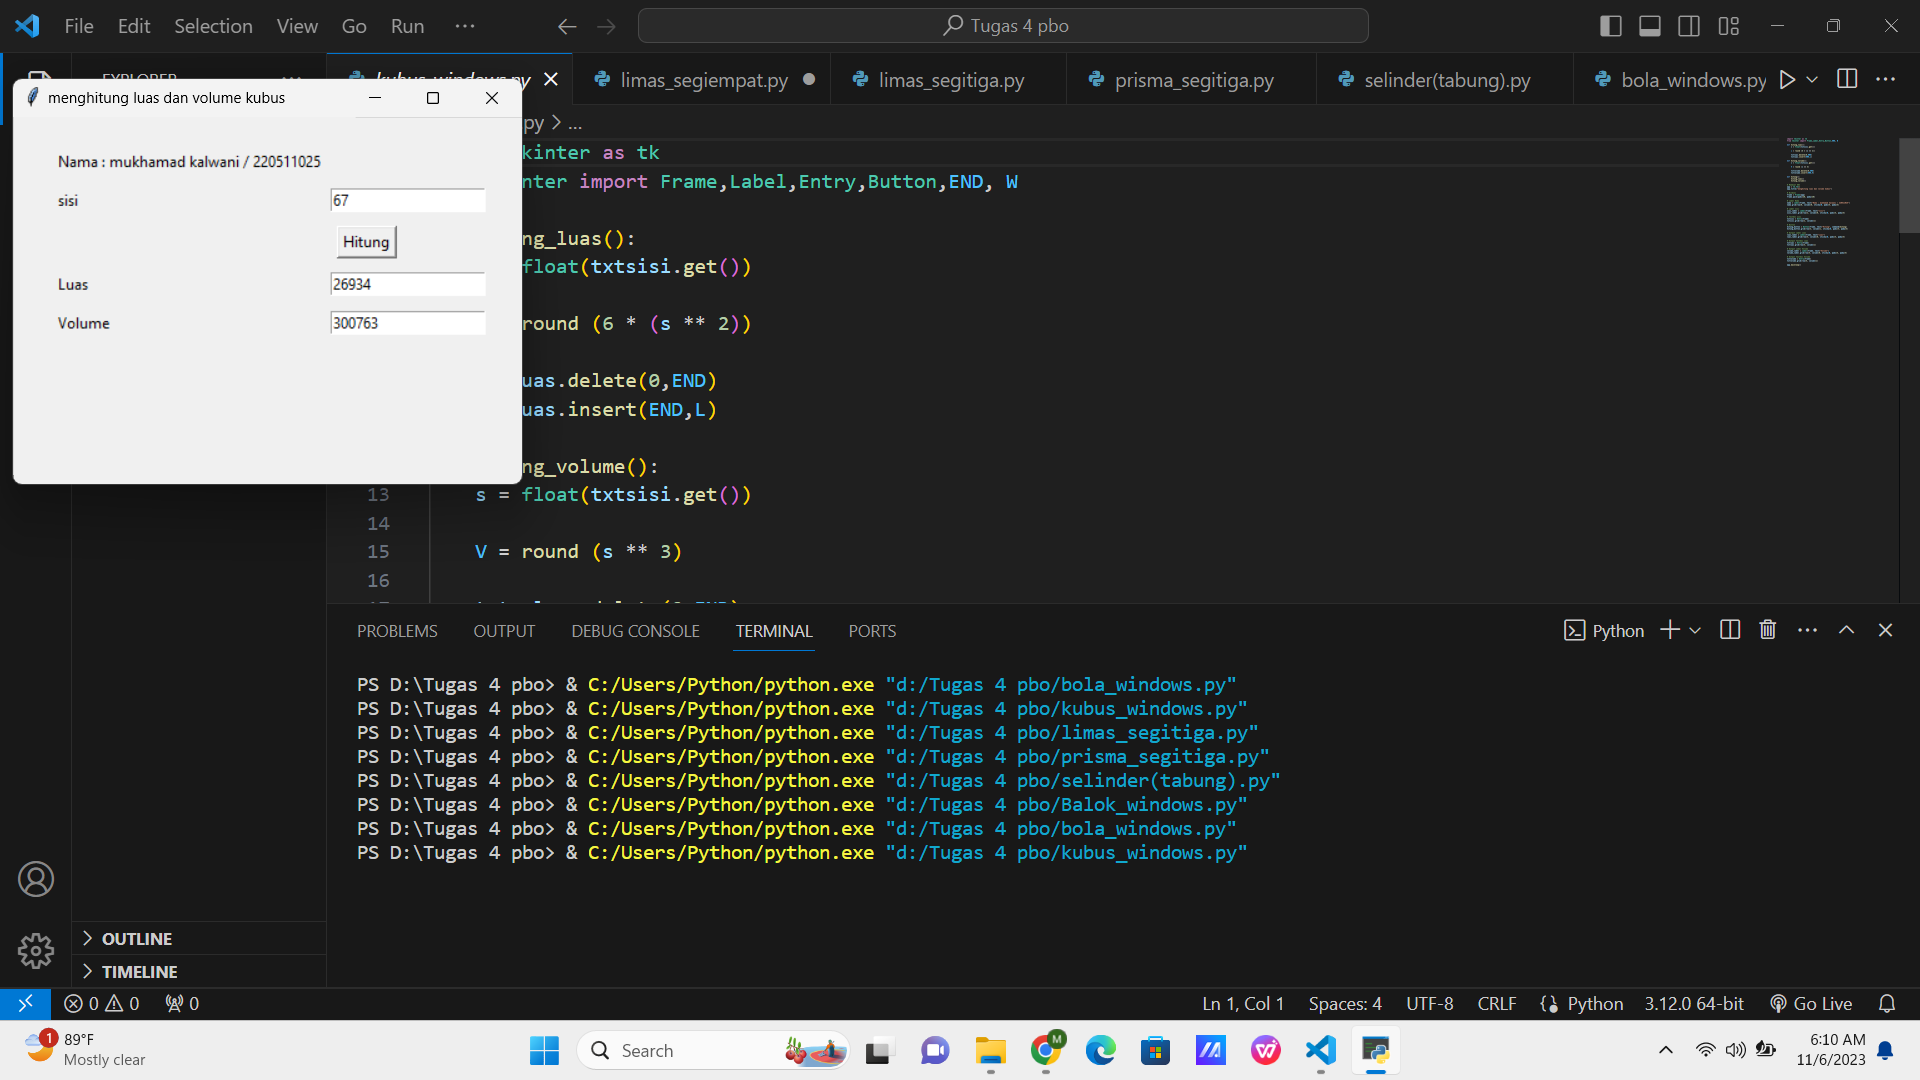 File Edit Selection View Go Run ... Tugas 4 pbo
limas_segiempat.py limas_segitiga.py prisma_segitiga.py selinder(tabung).py bola_windows.py
menghitung luas dan volume kubus
Nama : mukhamad kalwani / 220511025
sisi 67
Hitung
Luas 26934
Volume 300763
py > ...
kinter as tk
nter import Frame,Label,Entry,Button,END, W
ng_luas():
float(txtsisi.get())
round (6 * (s ** 2))
uas.delete(0,END)
uas.insert(END,L)
ng_volume():
13 s = float(txtsisi.get())
14
15 V = round (s ** 3)
16
PROBLEMS OUTPUT DEBUG CONSOLE TERMINAL PORTS Python
PS D:\Tugas 4 pbo> & C:/Users/Python/python.exe "d:/Tugas 4 pbo/bola_windows.py"
PS D:\Tugas 4 pbo> & C:/Users/Python/python.exe "d:/Tugas 4 pbo/kubus_windows.py"
PS D:\Tugas 4 pbo> & C:/Users/Python/python.exe "d:/Tugas 4 pbo/limas_segitiga.py"
PS D:\Tugas 4 pbo> & C:/Users/Python/python.exe "d:/Tugas 4 pbo/prisma_segitiga.py"
PS D:\Tugas 4 pbo> & C:/Users/Python/python.exe "d:/Tugas 4 pbo/selinder(tabung).py"
PS D:\Tugas 4 pbo> & C:/Users/Python/python.exe "d:/Tugas 4 pbo/Balok_windows.py"
PS D:\Tugas 4 pbo> & C:/Users/Python/python.exe "d:/Tugas 4 pbo/bola_windows.py"
PS D:\Tugas 4 pbo> & C:/Users/Python/python.exe "d:/Tugas 4 pbo/kubus_windows.py"
OUTLINE
TIMELINE
0 0 0 Ln 1, Col 1 Spaces: 4 UTF-8 CRLF Python 3.12.0 64-bit Go Live
1 89°F
Mostly clear
Search
M
6:10 AM
11/6/2023